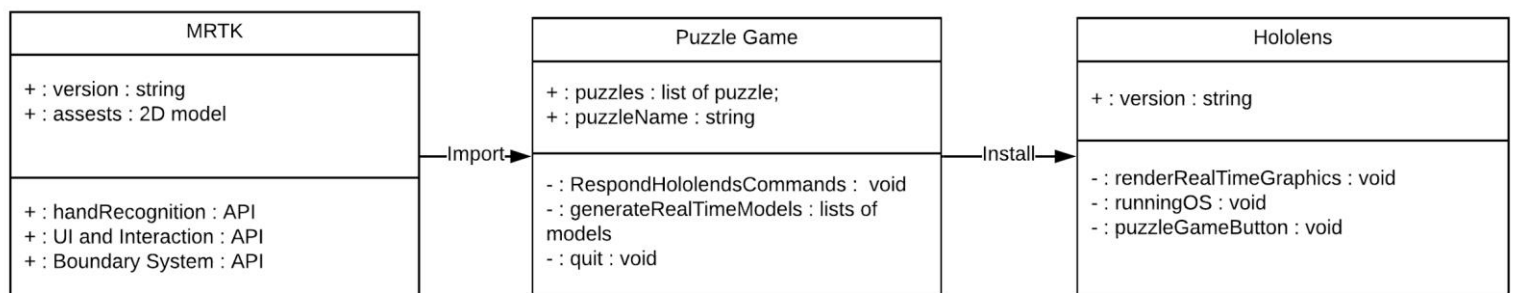 MRTK
+ : version : string
+ : assests : 2D model
+ : handRecognition : API
+ : UI and Interaction : API
+ : Boundary System : API
Import
Puzzle Game
+ : puzzles : list of puzzle;
+ : puzzleName : string
- : RespondHololendsCommands :  void
- : generateRealTimeModels : lists of
models
- : quit : void
Install
Hololens
+ : version : string
- : renderRealTimeGraphics : void
- : runningOS : void
- : puzzleGameButton : void